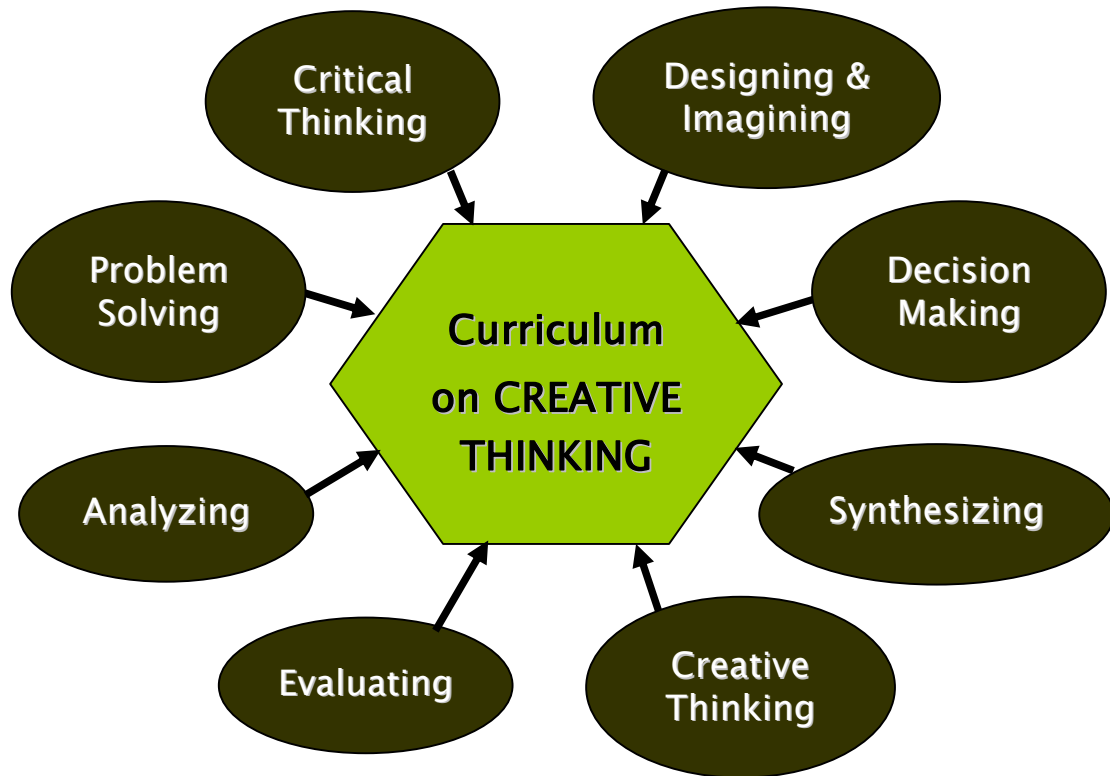 Critical
Thinking
Designing &
Imagining
Problem
Solving
Decision
Making
Curriculum
on CREATIVE
THINKING
Analyzing
Synthesizing
Evaluating
Creative
Thinking